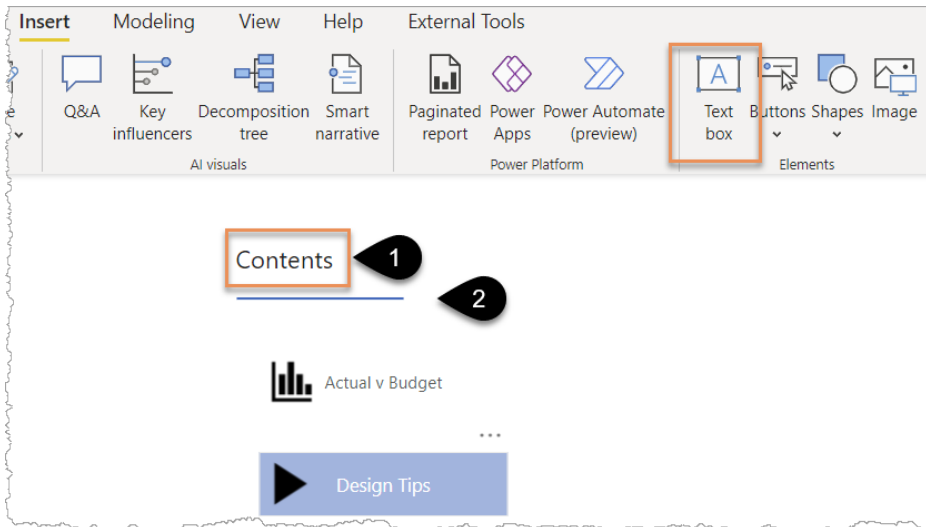 Insert Modeling View Help External Tools
Q&A Key influencers Decomposition tree Smart narrative Paginated report Power Apps Power Automate (preview) A Text box Buttons Shapes Image
AI visuals Power Platform Elements
Contents 1
2
Actual v Budget
...
Design Tips